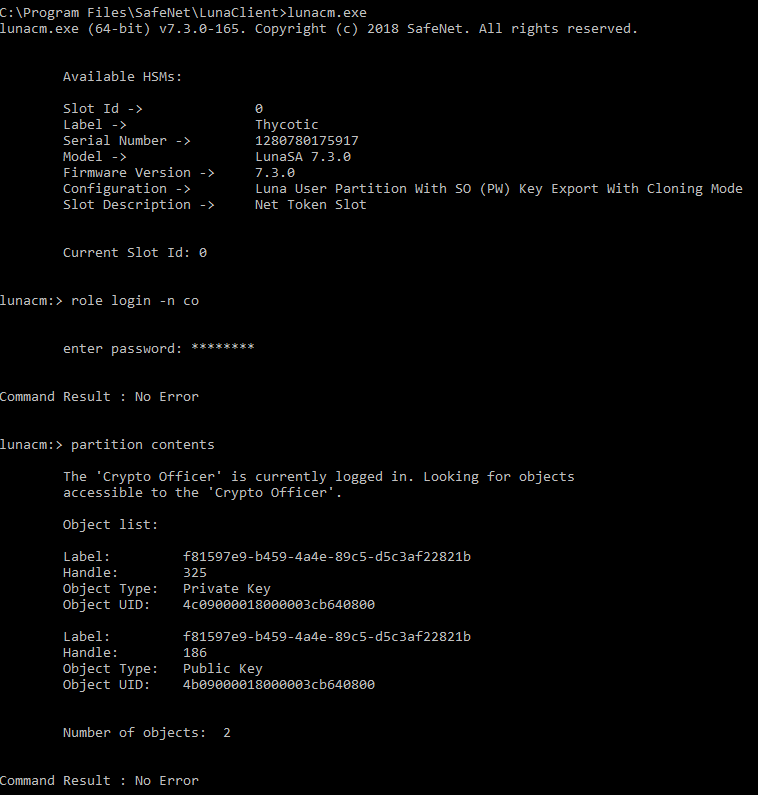 C:\Program Files\SafeNet\LunaClient>lunacm.exe
lunacm.exe (64-bit) v7.3.0-165. Copyright (c) 2018 SafeNet. All rights reserved.
Available HSMs:
Slot Id -> 0
Label -> Thycotic
Serial Number -> 1280780175917
Model -> LunaSA 7.3.0
Firmware Version -> 7.3.0
Configuration -> Luna User Partition With SO (PW) Key Export With Cloning Mode
Slot Description -> Net Token Slot
Current Slot Id: 0
lunacm:> role login -n co
enter password: ********
Command Result : No Error
lunacm:> partition contents
The 'Crypto Officer' is currently logged in. Looking for objects
accessible to the 'Crypto Officer'.
Object list:
Label: f81597e9-b459-4a4e-89c5-d5c3af22821b
Handle: 325
Object Type: Private Key
Object UID: 4c09000018000003cb640800
Label: f81597e9-b459-4a4e-89c5-d5c3af22821b
Handle: 186
Object Type: Public Key
Object UID: 4b09000018000003cb640800
Number of objects: 2
Command Result : No Error